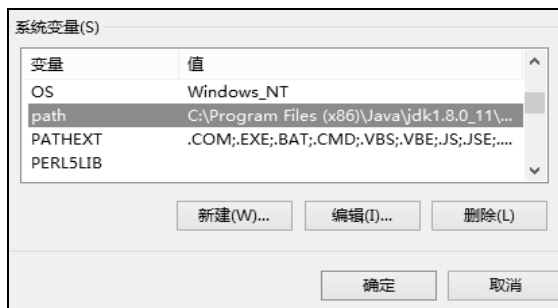 系统变量(S)
变量 值
OS Windows_NT
path C:\Program Files (x86)\Java\jdk1.8.0_11\...
PATHEXT .COM;.EXE;.BAT;.CMD;.VBS;.VBE;.JS;.JSE;....
PERL5LIB
新建(W)... 编辑(I)... 删除(L)
确定 取消